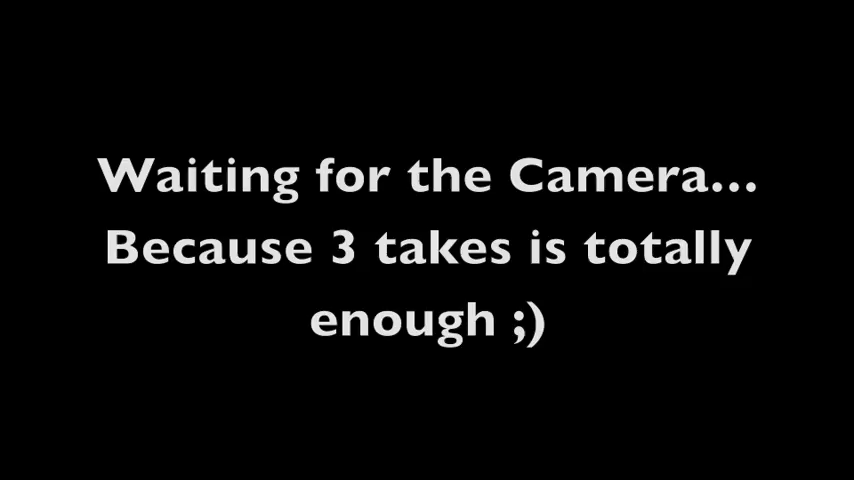 Waiting for the Camera...
Because 3 takes is totally
enough ;)